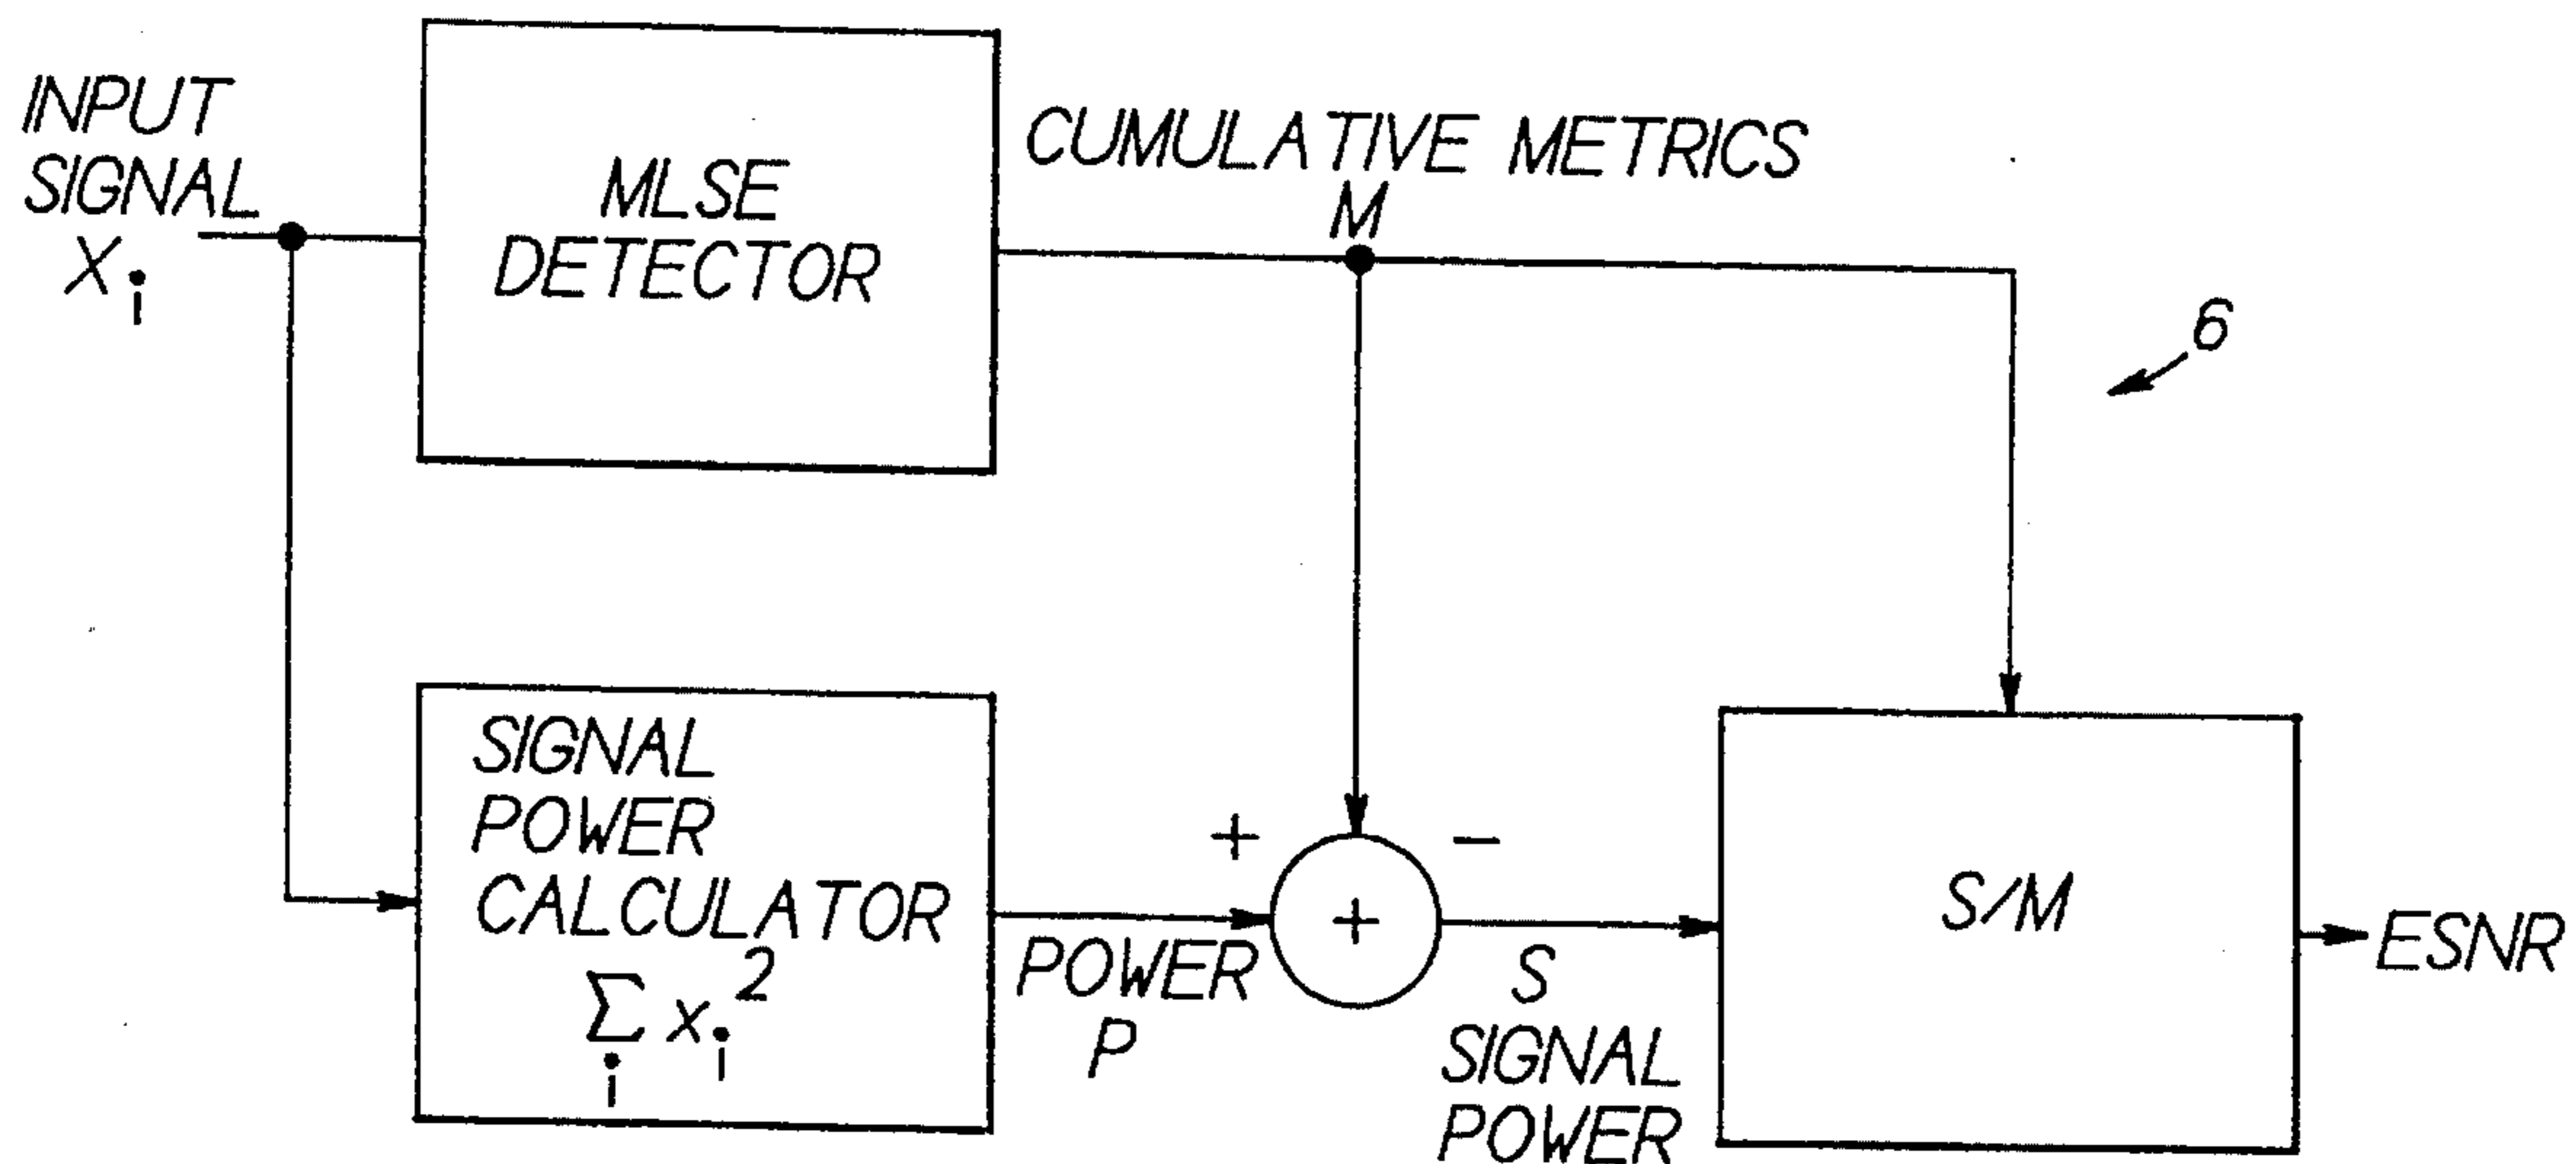 INPUT
SIGNAL
Xi
MLSE
DETECTOR
CUMULATIVE METRICS
M
6
SIGNAL
POWER
CALCULATOR
∑i xi²
POWER
P
+
−
+
S
SIGNAL
POWER
S/M
ESNR